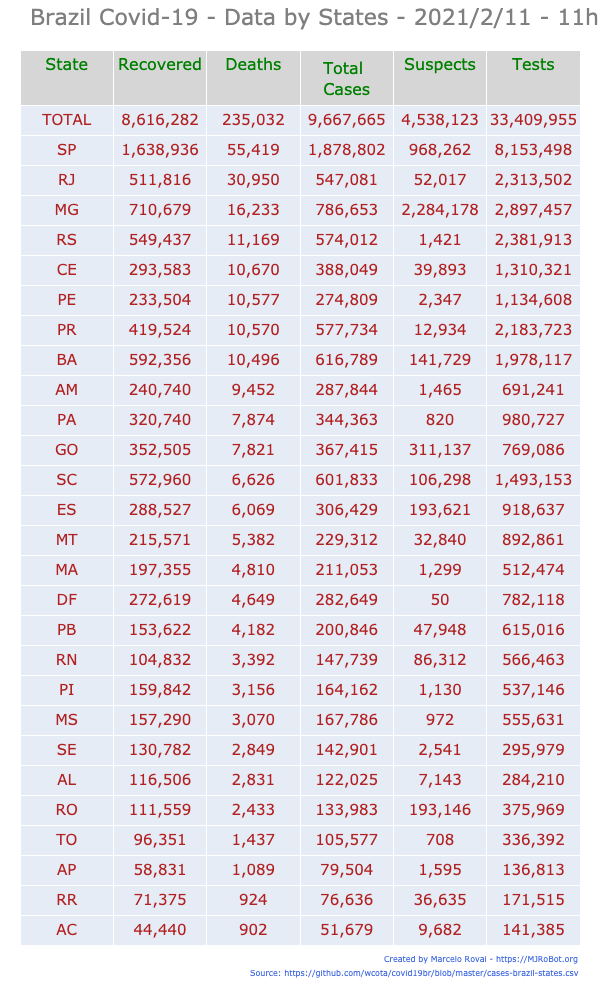 Brazil Covid-19 - Data by States - 2021/2/11 - 11h
State Recovered Deaths Total Cases Suspects Tests
TOTAL 8,616,282 235,032 9,667,665 4,538,123 33,409,955
SP 1,638,936 55,419 1,878,802 968,262 8,153,498
RJ 511,816 30,950 547,081 52,017 2,313,502
MG 710,679 16,233 786,653 2,284,178 2,897,457
RS 549,437 11,169 574,012 1,421 2,381,913
CE 293,583 10,670 388,049 39,893 1,310,321
PE 233,504 10,577 274,809 2,347 1,134,608
PR 419,524 10,570 577,734 12,934 2,183,723
BA 592,356 10,496 616,789 141,729 1,978,117
AM 240,740 9,452 287,844 1,465 691,241
PA 320,740 7,874 344,363 820 980,727
GO 352,505 7,821 367,415 311,137 769,086
SC 572,960 6,626 601,833 106,298 1,493,153
ES 288,527 6,069 306,429 193,621 918,637
MT 215,571 5,382 229,312 32,840 892,861
MA 197,355 4,810 211,053 1,299 512,474
DF 272,619 4,649 282,649 50 782,118
PB 153,622 4,182 200,846 47,948 615,016
RN 104,832 3,392 147,739 86,312 566,463
PI 159,842 3,156 164,162 1,130 537,146
MS 157,290 3,070 167,786 972 555,631
SE 130,782 2,849 142,901 2,541 295,979
AL 116,506 2,831 122,025 7,143 284,210
RO 111,559 2,433 133,983 193,146 375,969
TO 96,351 1,437 105,577 708 336,392
AP 58,831 1,089 79,504 1,595 136,813
RR 71,375 924 76,636 36,635 171,515
AC 44,440 902 51,679 9,682 141,385
Created by Marcelo Rovai - https://MJRoBot.org
Source: https://github.com/wcota/covid19br/blob/master/cases-brazil-states.csv